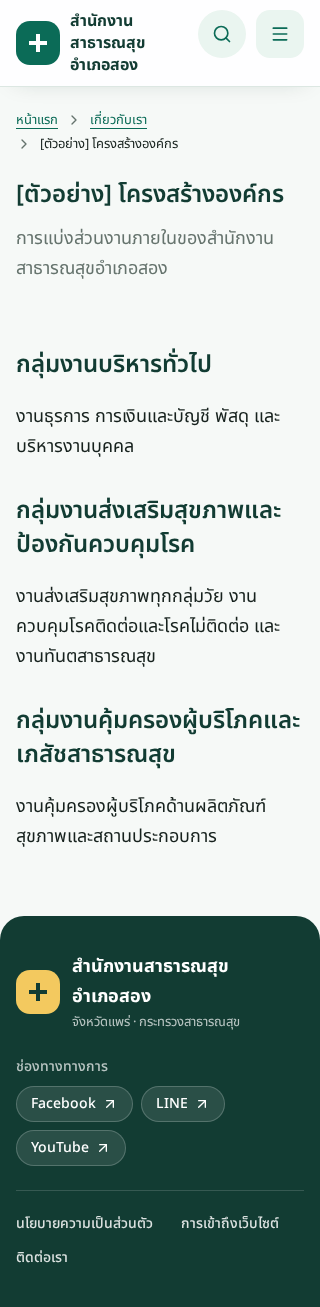 สำนักงาน
สาธารณสุข
อำเภอสอง
หน้าแรก > เกี่ยวกับเรา
> [ตัวอย่าง] โครงสร้างองค์กร
[ตัวอย่าง] โครงสร้างองค์กร
การแบ่งส่วนงานภายในของสำนักงาน
สาธารณสุขอำเภอสอง
กลุ่มงานบริหารทั่วไป
งานธุรการ การเงินและบัญชี พัสดุ และ
บริหารงานบุคคล
กลุ่มงานส่งเสริมสุขภาพและ
ป้องกันควบคุมโรค
งานส่งเสริมสุขภาพทุกกลุ่มวัย งาน
ควบคุมโรคติดต่อและโรคไม่ติดต่อ และ
งานทันตสาธารณสุข
กลุ่มงานคุ้มครองผู้บริโภคและ
เภสัชสาธารณสุข
งานคุ้มครองผู้บริโภคด้านผลิตภัณฑ์
สุขภาพและสถานประกอบการ
สำนักงานสาธารณสุข
อำเภอสอง
จังหวัดแพร่ · กระทรวงสาธารณสุข
ช่องทางทางการ
Facebook LINE
YouTube
นโยบายความเป็นส่วนตัว การเข้าถึงเว็บไซต์
ติดต่อเรา